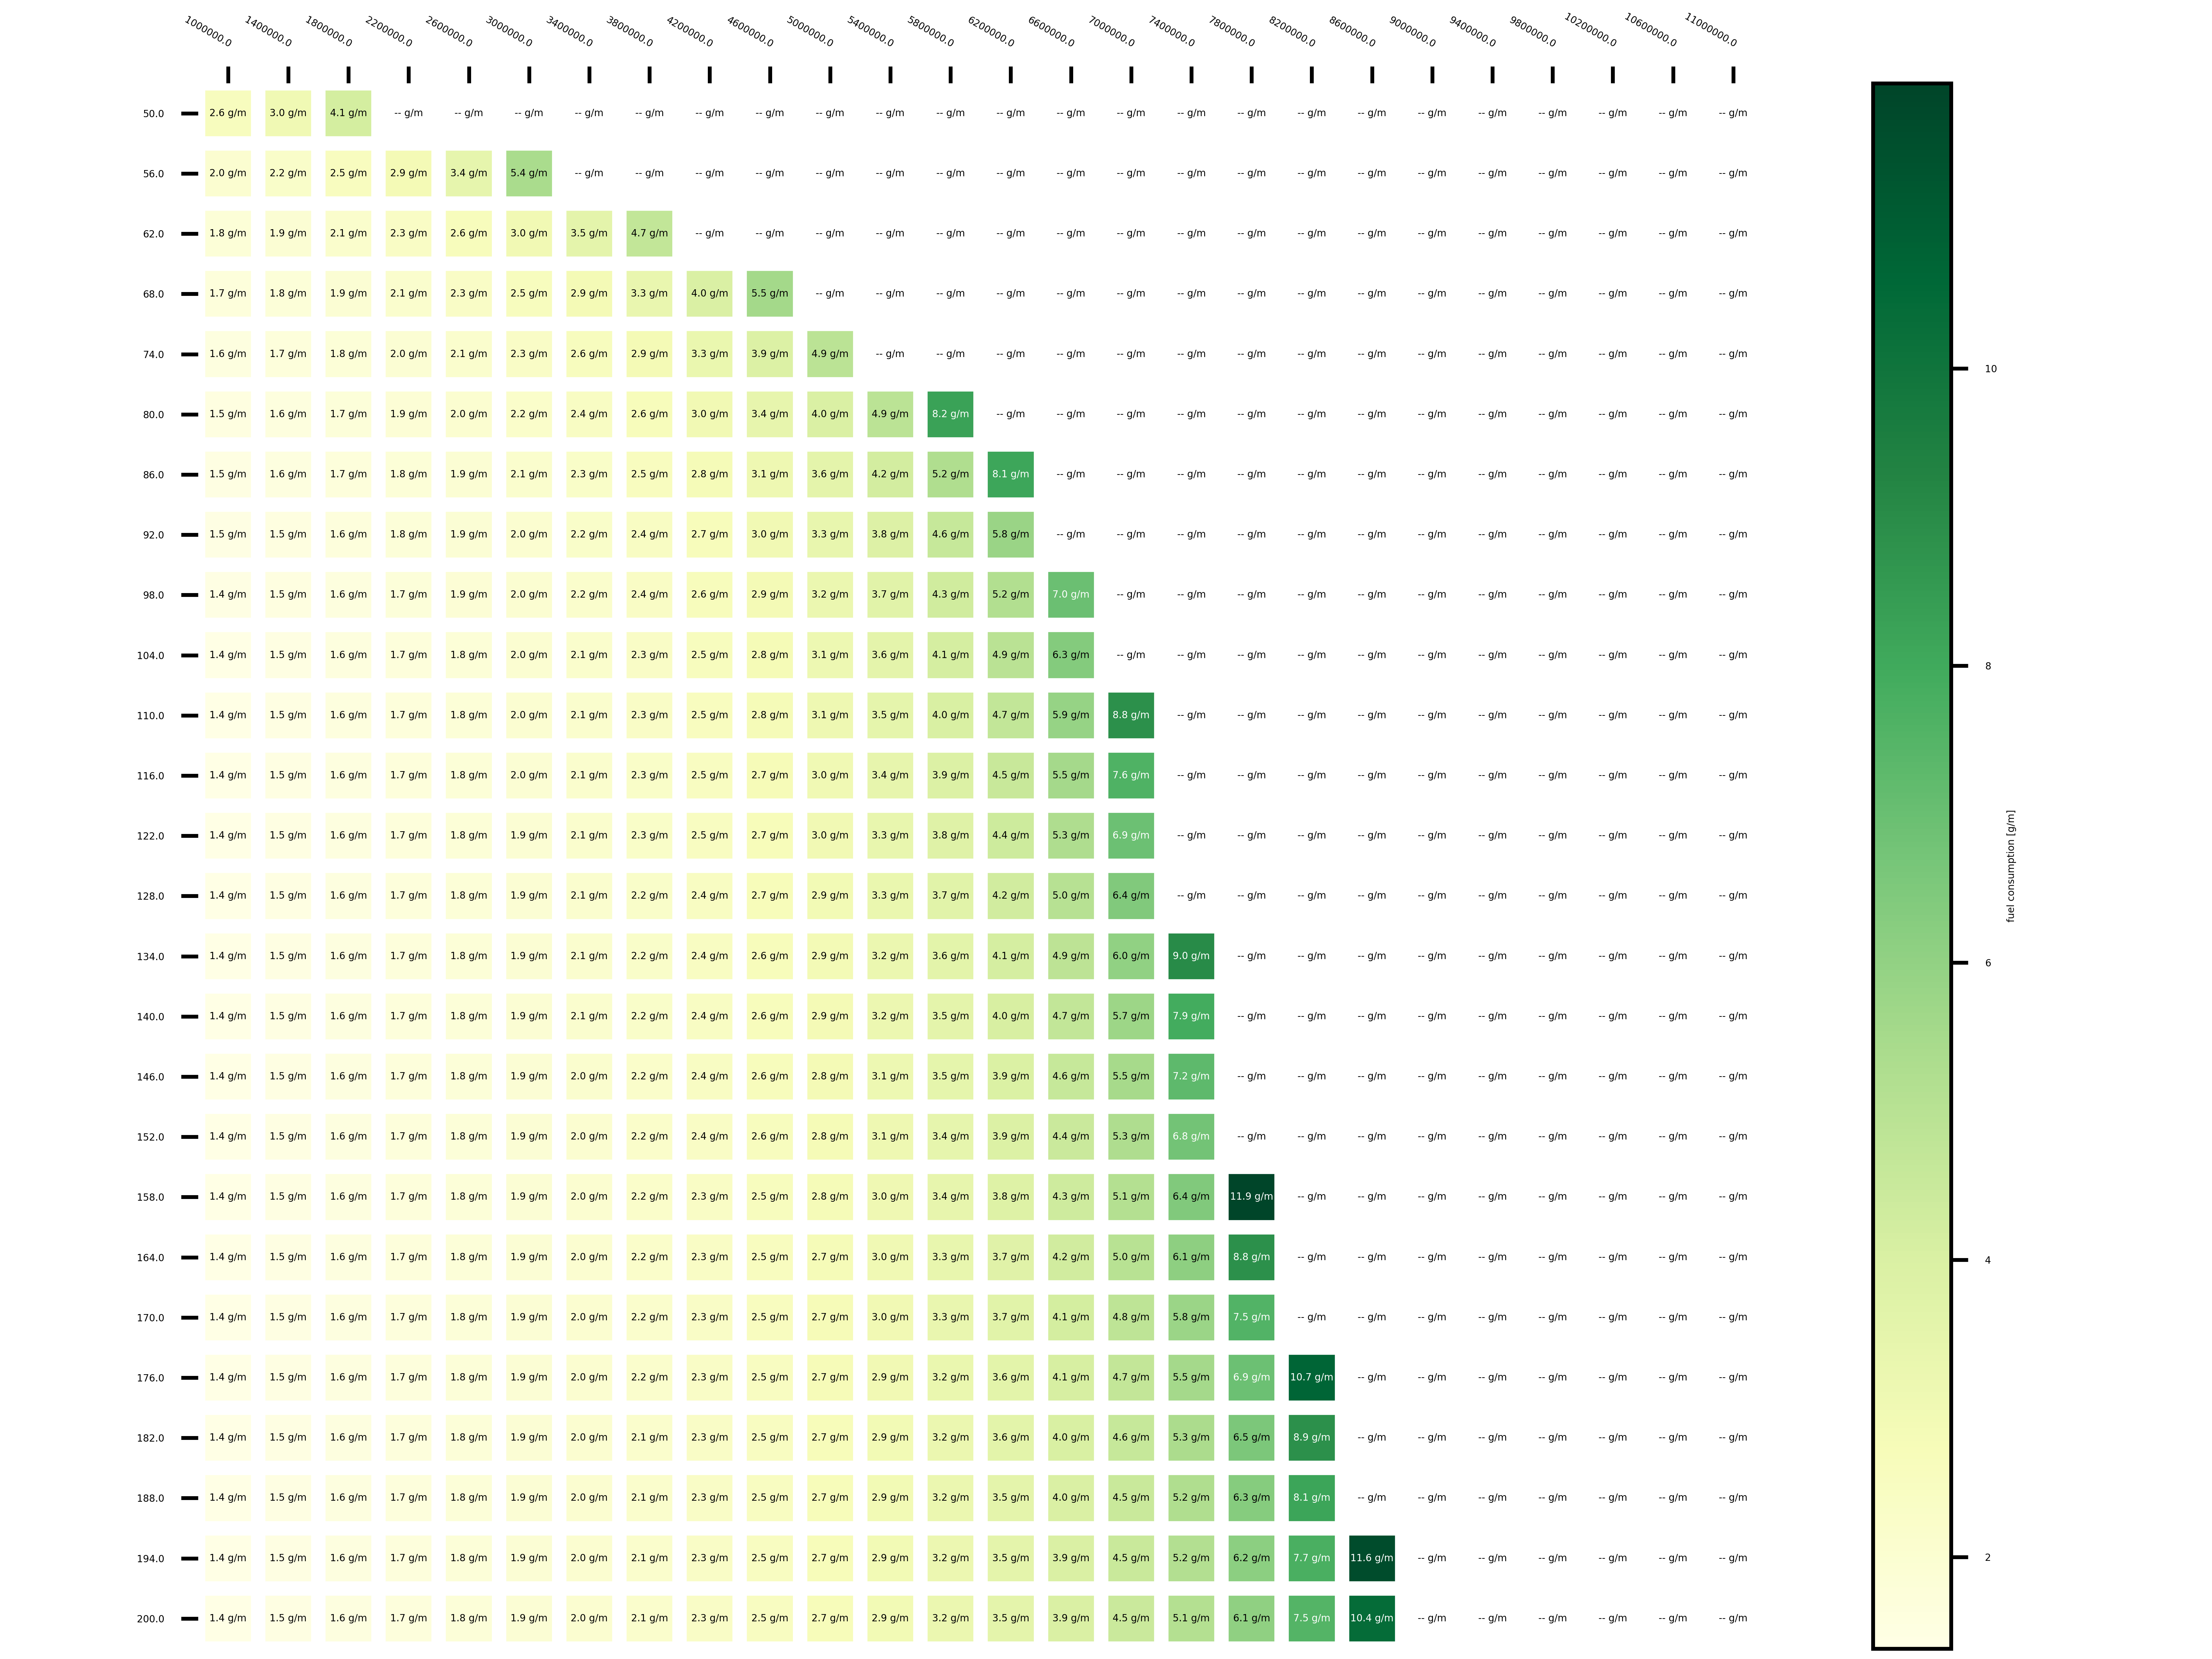 1000000.0 1400000.0 1800000.0 2200000.0 2600000.0 3000000.0 3400000.0 3800000.0 4200000.0 4600000.0 5000000.0 5400000.0 5800000.0 6200000.0 6600000.0 7000000.0 7400000.0 7800000.0 8200000.0 8600000.0 9000000.0 9400000.0 9800000.0 10200000.0 10600000.0 11000000.0
50.0 2.6 g/m 3.0 g/m 4.1 g/m -- g/m -- g/m -- g/m -- g/m -- g/m -- g/m -- g/m -- g/m -- g/m -- g/m -- g/m -- g/m -- g/m -- g/m -- g/m -- g/m -- g/m -- g/m -- g/m -- g/m -- g/m -- g/m -- g/m
56.0 2.0 g/m 2.2 g/m 2.5 g/m 2.9 g/m 3.4 g/m 5.4 g/m -- g/m -- g/m -- g/m -- g/m -- g/m -- g/m -- g/m -- g/m -- g/m -- g/m -- g/m -- g/m -- g/m -- g/m -- g/m -- g/m -- g/m -- g/m -- g/m -- g/m
62.0 1.8 g/m 1.9 g/m 2.1 g/m 2.3 g/m 2.6 g/m 3.0 g/m 3.5 g/m 4.7 g/m -- g/m -- g/m -- g/m -- g/m -- g/m -- g/m -- g/m -- g/m -- g/m -- g/m -- g/m -- g/m -- g/m -- g/m -- g/m -- g/m -- g/m -- g/m
68.0 1.7 g/m 1.8 g/m 1.9 g/m 2.1 g/m 2.3 g/m 2.5 g/m 2.9 g/m 3.3 g/m 4.0 g/m 5.5 g/m -- g/m -- g/m -- g/m -- g/m -- g/m -- g/m -- g/m -- g/m -- g/m -- g/m -- g/m -- g/m -- g/m -- g/m -- g/m -- g/m
74.0 1.6 g/m 1.7 g/m 1.8 g/m 2.0 g/m 2.1 g/m 2.3 g/m 2.6 g/m 2.9 g/m 3.3 g/m 3.9 g/m 4.9 g/m -- g/m -- g/m -- g/m -- g/m -- g/m -- g/m -- g/m -- g/m -- g/m -- g/m -- g/m -- g/m -- g/m -- g/m -- g/m
80.0 1.5 g/m 1.6 g/m 1.7 g/m 1.9 g/m 2.0 g/m 2.2 g/m 2.4 g/m 2.6 g/m 3.0 g/m 3.4 g/m 4.0 g/m 4.9 g/m 8.2 g/m -- g/m -- g/m -- g/m -- g/m -- g/m -- g/m -- g/m -- g/m -- g/m -- g/m -- g/m -- g/m -- g/m
86.0 1.5 g/m 1.6 g/m 1.7 g/m 1.8 g/m 1.9 g/m 2.1 g/m 2.3 g/m 2.5 g/m 2.8 g/m 3.1 g/m 3.6 g/m 4.2 g/m 5.2 g/m 8.1 g/m -- g/m -- g/m -- g/m -- g/m -- g/m -- g/m -- g/m -- g/m -- g/m -- g/m -- g/m -- g/m
92.0 1.5 g/m 1.5 g/m 1.6 g/m 1.8 g/m 1.9 g/m 2.0 g/m 2.2 g/m 2.4 g/m 2.7 g/m 3.0 g/m 3.3 g/m 3.8 g/m 4.6 g/m 5.8 g/m -- g/m -- g/m -- g/m -- g/m -- g/m -- g/m -- g/m -- g/m -- g/m -- g/m -- g/m -- g/m
98.0 1.4 g/m 1.5 g/m 1.6 g/m 1.7 g/m 1.9 g/m 2.0 g/m 2.2 g/m 2.4 g/m 2.6 g/m 2.9 g/m 3.2 g/m 3.7 g/m 4.3 g/m 5.2 g/m 7.0 g/m -- g/m -- g/m -- g/m -- g/m -- g/m -- g/m -- g/m -- g/m -- g/m -- g/m -- g/m
104.0 1.4 g/m 1.5 g/m 1.6 g/m 1.7 g/m 1.8 g/m 2.0 g/m 2.1 g/m 2.3 g/m 2.5 g/m 2.8 g/m 3.1 g/m 3.6 g/m 4.1 g/m 4.9 g/m 6.3 g/m -- g/m -- g/m -- g/m -- g/m -- g/m -- g/m -- g/m -- g/m -- g/m -- g/m -- g/m
110.0 1.4 g/m 1.5 g/m 1.6 g/m 1.7 g/m 1.8 g/m 2.0 g/m 2.1 g/m 2.3 g/m 2.5 g/m 2.8 g/m 3.1 g/m 3.5 g/m 4.0 g/m 4.7 g/m 5.9 g/m 8.8 g/m -- g/m -- g/m -- g/m -- g/m -- g/m -- g/m -- g/m -- g/m -- g/m -- g/m
116.0 1.4 g/m 1.5 g/m 1.6 g/m 1.7 g/m 1.8 g/m 2.0 g/m 2.1 g/m 2.3 g/m 2.5 g/m 2.7 g/m 3.0 g/m 3.4 g/m 3.9 g/m 4.5 g/m 5.5 g/m 7.6 g/m -- g/m -- g/m -- g/m -- g/m -- g/m -- g/m -- g/m -- g/m -- g/m -- g/m
122.0 1.4 g/m 1.5 g/m 1.6 g/m 1.7 g/m 1.8 g/m 1.9 g/m 2.1 g/m 2.3 g/m 2.5 g/m 2.7 g/m 3.0 g/m 3.3 g/m 3.8 g/m 4.4 g/m 5.3 g/m 6.9 g/m -- g/m -- g/m -- g/m -- g/m -- g/m -- g/m -- g/m -- g/m -- g/m -- g/m
128.0 1.4 g/m 1.5 g/m 1.6 g/m 1.7 g/m 1.8 g/m 1.9 g/m 2.1 g/m 2.2 g/m 2.4 g/m 2.7 g/m 2.9 g/m 3.3 g/m 3.7 g/m 4.2 g/m 5.0 g/m 6.4 g/m -- g/m -- g/m -- g/m -- g/m -- g/m -- g/m -- g/m -- g/m -- g/m -- g/m
134.0 1.4 g/m 1.5 g/m 1.6 g/m 1.7 g/m 1.8 g/m 1.9 g/m 2.1 g/m 2.2 g/m 2.4 g/m 2.6 g/m 2.9 g/m 3.2 g/m 3.6 g/m 4.1 g/m 4.9 g/m 6.0 g/m 9.0 g/m -- g/m -- g/m -- g/m -- g/m -- g/m -- g/m -- g/m -- g/m -- g/m
140.0 1.4 g/m 1.5 g/m 1.6 g/m 1.7 g/m 1.8 g/m 1.9 g/m 2.1 g/m 2.2 g/m 2.4 g/m 2.6 g/m 2.9 g/m 3.2 g/m 3.5 g/m 4.0 g/m 4.7 g/m 5.7 g/m 7.9 g/m -- g/m -- g/m -- g/m -- g/m -- g/m -- g/m -- g/m -- g/m -- g/m
146.0 1.4 g/m 1.5 g/m 1.6 g/m 1.7 g/m 1.8 g/m 1.9 g/m 2.0 g/m 2.2 g/m 2.4 g/m 2.6 g/m 2.8 g/m 3.1 g/m 3.5 g/m 3.9 g/m 4.6 g/m 5.5 g/m 7.2 g/m -- g/m -- g/m -- g/m -- g/m -- g/m -- g/m -- g/m -- g/m -- g/m
152.0 1.4 g/m 1.5 g/m 1.6 g/m 1.7 g/m 1.8 g/m 1.9 g/m 2.0 g/m 2.2 g/m 2.4 g/m 2.6 g/m 2.8 g/m 3.1 g/m 3.4 g/m 3.9 g/m 4.4 g/m 5.3 g/m 6.8 g/m -- g/m -- g/m -- g/m -- g/m -- g/m -- g/m -- g/m -- g/m -- g/m
158.0 1.4 g/m 1.5 g/m 1.6 g/m 1.7 g/m 1.8 g/m 1.9 g/m 2.0 g/m 2.2 g/m 2.3 g/m 2.5 g/m 2.8 g/m 3.0 g/m 3.4 g/m 3.8 g/m 4.3 g/m 5.1 g/m 6.4 g/m 11.9 g/m -- g/m -- g/m -- g/m -- g/m -- g/m -- g/m -- g/m -- g/m
164.0 1.4 g/m 1.5 g/m 1.6 g/m 1.7 g/m 1.8 g/m 1.9 g/m 2.0 g/m 2.2 g/m 2.3 g/m 2.5 g/m 2.7 g/m 3.0 g/m 3.3 g/m 3.7 g/m 4.2 g/m 5.0 g/m 6.1 g/m 8.8 g/m -- g/m -- g/m -- g/m -- g/m -- g/m -- g/m -- g/m -- g/m
170.0 1.4 g/m 1.5 g/m 1.6 g/m 1.7 g/m 1.8 g/m 1.9 g/m 2.0 g/m 2.2 g/m 2.3 g/m 2.5 g/m 2.7 g/m 3.0 g/m 3.3 g/m 3.7 g/m 4.1 g/m 4.8 g/m 5.8 g/m 7.5 g/m -- g/m -- g/m -- g/m -- g/m -- g/m -- g/m -- g/m -- g/m
176.0 1.4 g/m 1.5 g/m 1.6 g/m 1.7 g/m 1.8 g/m 1.9 g/m 2.0 g/m 2.2 g/m 2.3 g/m 2.5 g/m 2.7 g/m 2.9 g/m 3.2 g/m 3.6 g/m 4.1 g/m 4.7 g/m 5.5 g/m 6.9 g/m 10.7 g/m -- g/m -- g/m -- g/m -- g/m -- g/m -- g/m -- g/m
182.0 1.4 g/m 1.5 g/m 1.6 g/m 1.7 g/m 1.8 g/m 1.9 g/m 2.0 g/m 2.1 g/m 2.3 g/m 2.5 g/m 2.7 g/m 2.9 g/m 3.2 g/m 3.6 g/m 4.0 g/m 4.6 g/m 5.3 g/m 6.5 g/m 8.9 g/m -- g/m -- g/m -- g/m -- g/m -- g/m -- g/m -- g/m
188.0 1.4 g/m 1.5 g/m 1.6 g/m 1.7 g/m 1.8 g/m 1.9 g/m 2.0 g/m 2.1 g/m 2.3 g/m 2.5 g/m 2.7 g/m 2.9 g/m 3.2 g/m 3.5 g/m 4.0 g/m 4.5 g/m 5.2 g/m 6.3 g/m 8.1 g/m -- g/m -- g/m -- g/m -- g/m -- g/m -- g/m -- g/m
194.0 1.4 g/m 1.5 g/m 1.6 g/m 1.7 g/m 1.8 g/m 1.9 g/m 2.0 g/m 2.1 g/m 2.3 g/m 2.5 g/m 2.7 g/m 2.9 g/m 3.2 g/m 3.5 g/m 3.9 g/m 4.5 g/m 5.2 g/m 6.2 g/m 7.7 g/m 11.6 g/m -- g/m -- g/m -- g/m -- g/m -- g/m -- g/m
200.0 1.4 g/m 1.5 g/m 1.6 g/m 1.7 g/m 1.8 g/m 1.9 g/m 2.0 g/m 2.1 g/m 2.3 g/m 2.5 g/m 2.7 g/m 2.9 g/m 3.2 g/m 3.5 g/m 3.9 g/m 4.5 g/m 5.1 g/m 6.1 g/m 7.5 g/m 10.4 g/m -- g/m -- g/m -- g/m -- g/m -- g/m -- g/m
10
8
6
4
2
fuel consumption [g/m]